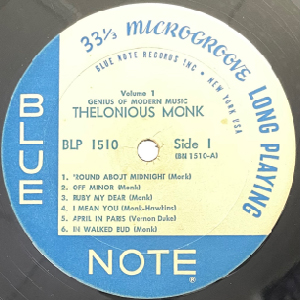 33⅓ MICROGROOVE LONG PLAYING
BLUE NOTE RECORDS INC • NEW YORK USA
Volume 1
GENIUS OF MODERN MUSIC
THELONIOUS MONK
BLP 1510 Side 1
(BN 1510-A)
1. 'ROUND ABOUT MIDNIGHT (Monk)
2. OFF MINOR (Monk)
3. RUBY MY DEAR (Monk)
4. I MEAN YOU (Monk-Hawkins)
5. APRIL IN PARIS (Vernon Duke)
6. IN WALKED BUD (Monk)
BLUE
NOTE
®